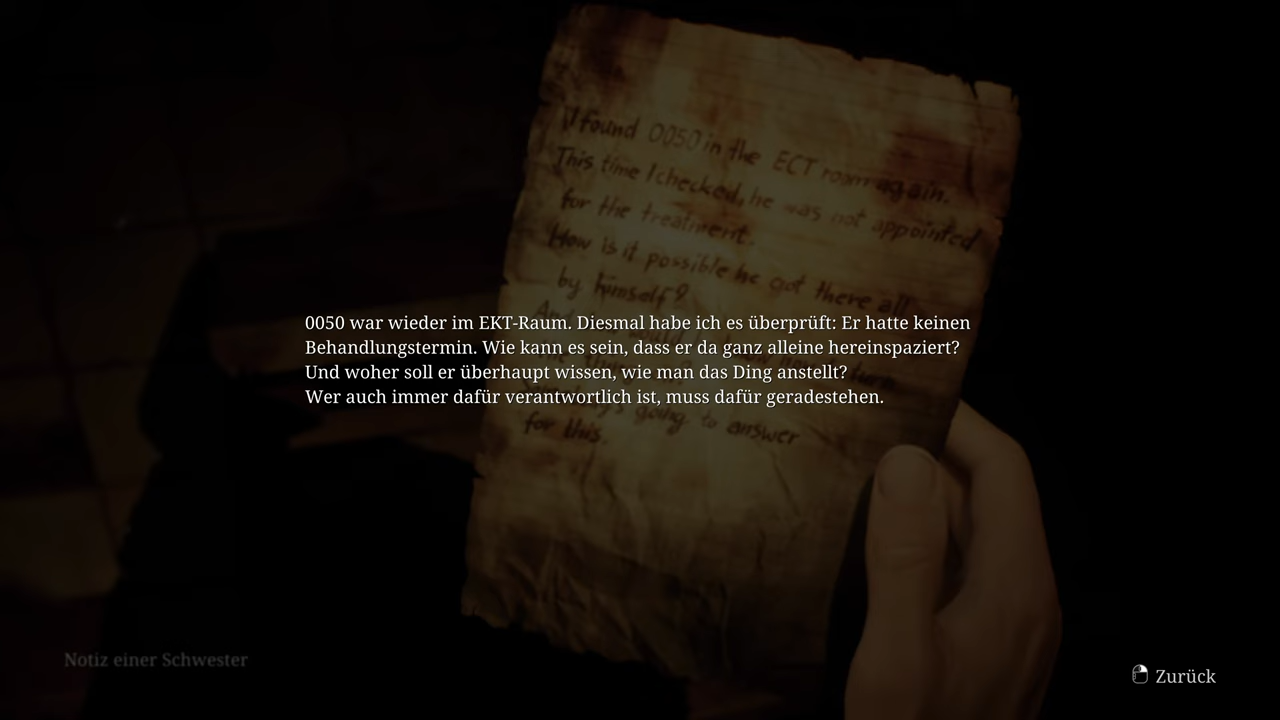 I found 0050 in the ECT room again.
This time I checked, he was not appointed
for the treatment.
How is it possible he got there all
by himself?
0050 war wieder im EKT-Raum. Diesmal habe ich es überprüft: Er hatte keinen
Behandlungstermin. Wie kann es sein, dass er da ganz alleine hereinspaziert?
Und woher soll er überhaupt wissen, wie man das Ding anstellt?
Wer auch immer dafür verantwortlich ist, muss dafür geradestehen.
going to answer
for this.
Notiz einer Schwester
Zurück